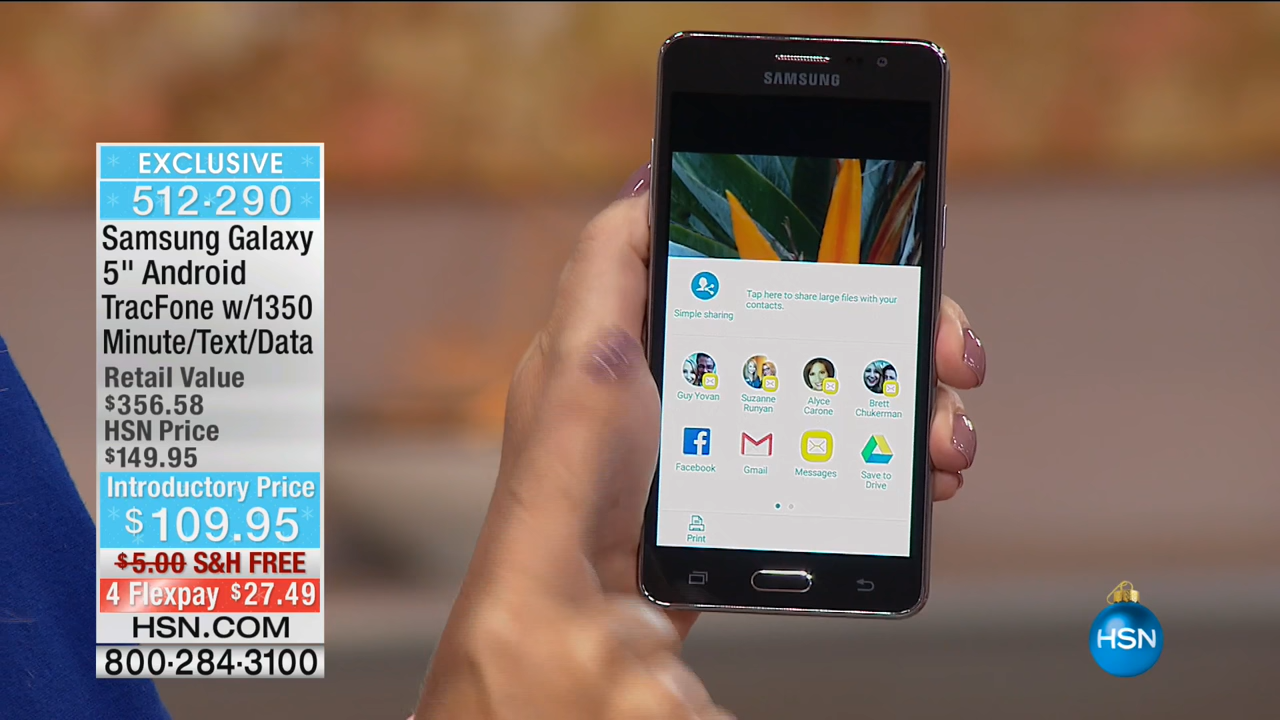 EXCLUSIVE
512-290
Samsung Galaxy
5" Android
TracFone w/1350
Minute/Text/Data
Retail Value
$356.58
HSN Price
$149.95
Introductory Price
$109.95
$5.00 S&H FREE
4 Flexpay $27.49
HSN.COM
800-284-3100
SAMSUNG
Simple sharing
Tap here to share large files with your
contacts.
Guy Yovan
Suzanne
Runyan
Alyce
Carone
Brett
Chukerman
Facebook
Gmail
Messages
Save to
Drive
Print
HSN